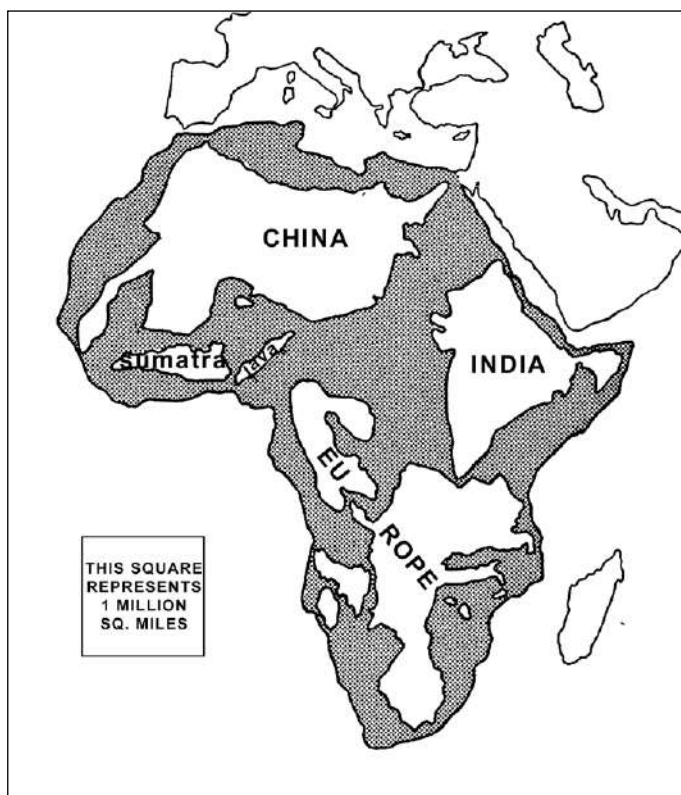 CHINA
sumatra
Java
INDIA
EU
ROPE
THIS SQUARE
REPRESENTS
1 MILLION
SQ. MILES